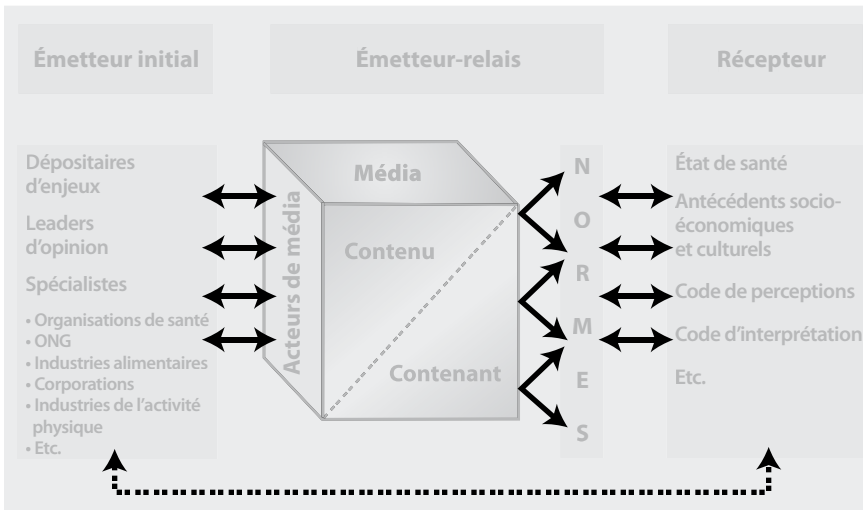 Émetteur initial
Émetteur-relais
Récepteur
Dépositaires
d’enjeux
Leaders
d’opinion
Spécialistes
• Organisations de santé
• ONG
• Industries alimentaires
• Corporations
• Industries de l’activité
physique
• Etc.
Acteurs de média
Média
Contenu
Contenant
N
O
R
M
E
S
État de santé
Antécédents socio-
économiques
et culturels
Code de perceptions
Code d’interprétation
Etc.